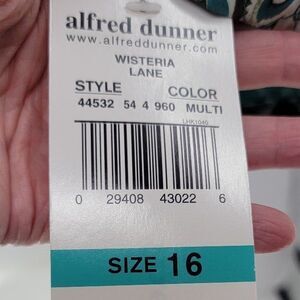 alfred dunner
www.alfreddunner.com
WISTERIA
LANE
STYLE COLOR
44532 54 4 960 MULTI
LHK1040
0 29408 43022 6
SIZE 16